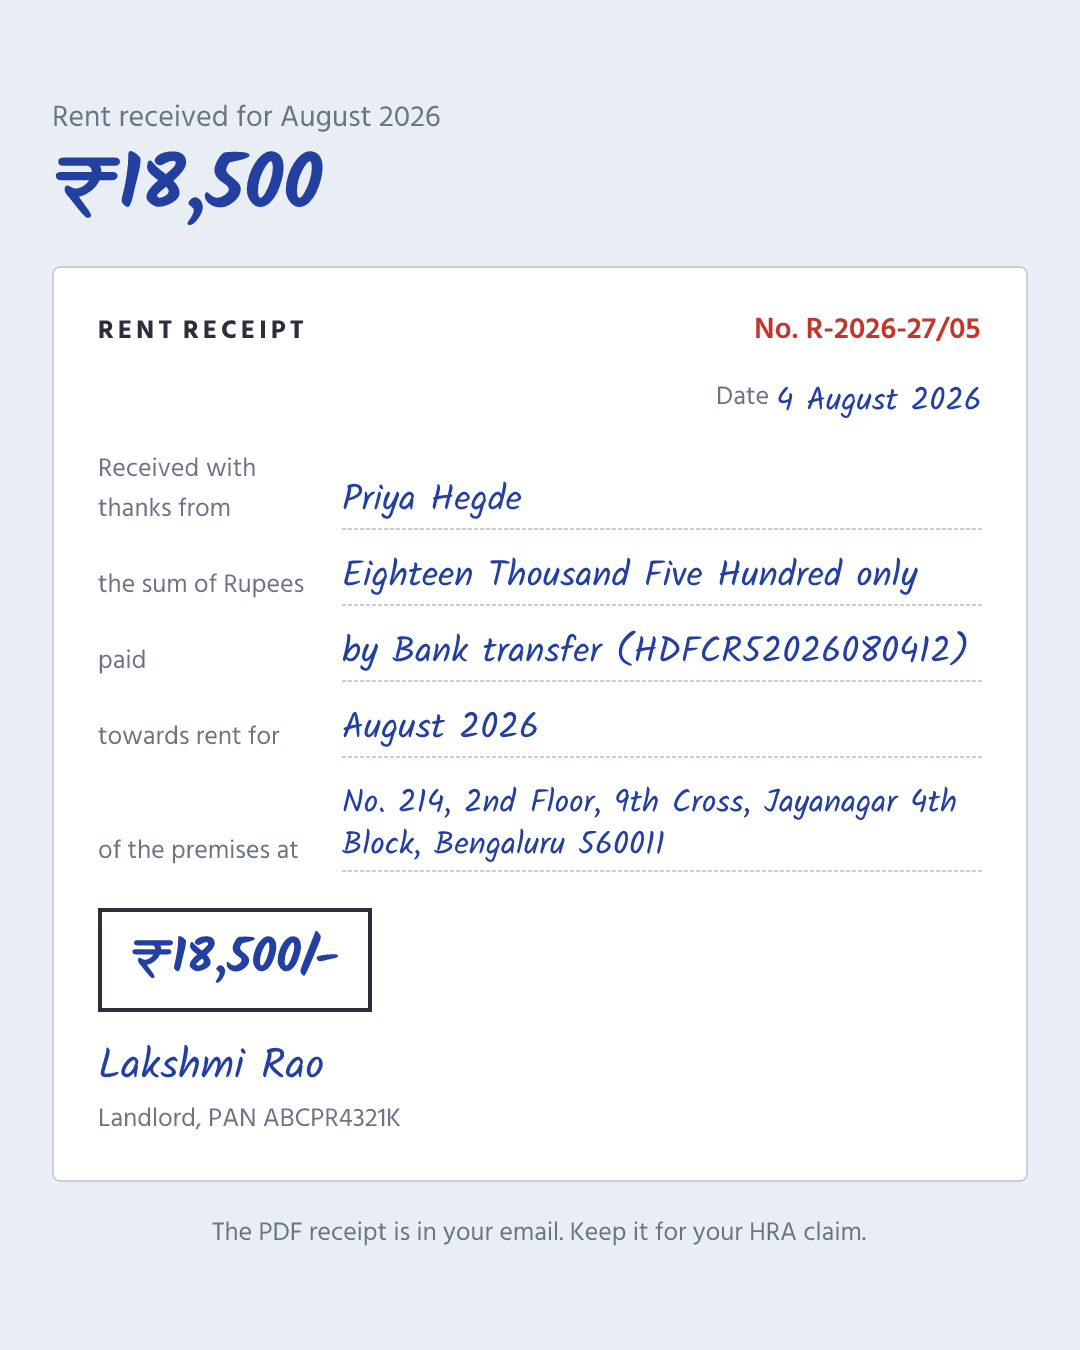 Rent received for August 2026
₹18,500
RENT RECEIPT
No. R-2026-27/05
Date 4 August 2026
Received with
thanks from
Priya Hegde
the sum of Rupees Eighteen Thousand Five Hundred only
paid by Bank transfer (HDFCR52026080412)
towards rent for August 2026
of the premises at No. 214, 2nd Floor, 9th Cross, Jayanagar 4th
Block, Bengaluru 560011
₹18,500/-
Lakshmi Rao
Landlord, PAN ABCPR4321K
The PDF receipt is in your email. Keep it for your HRA claim.